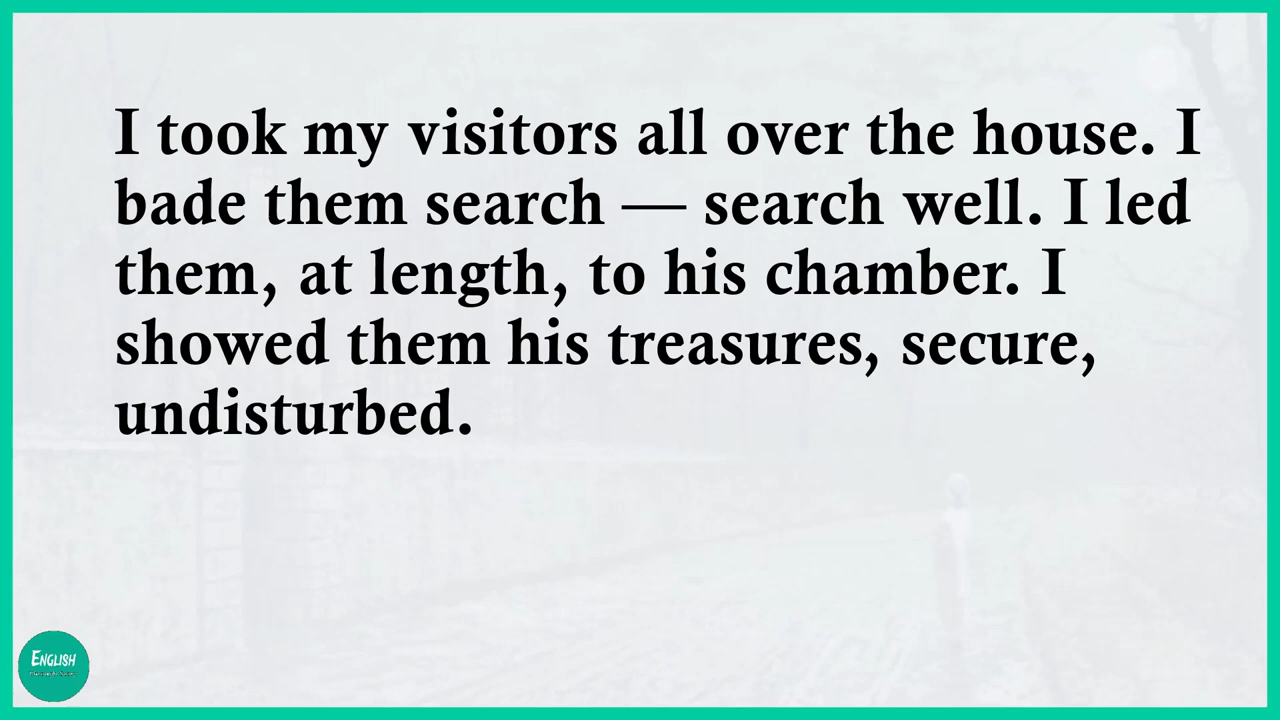 I took my visitors all over the house. I
bade them search — search well. I led
them, at length, to his chamber. I
showed them his treasures, secure,
undisturbed.
ENGLISH